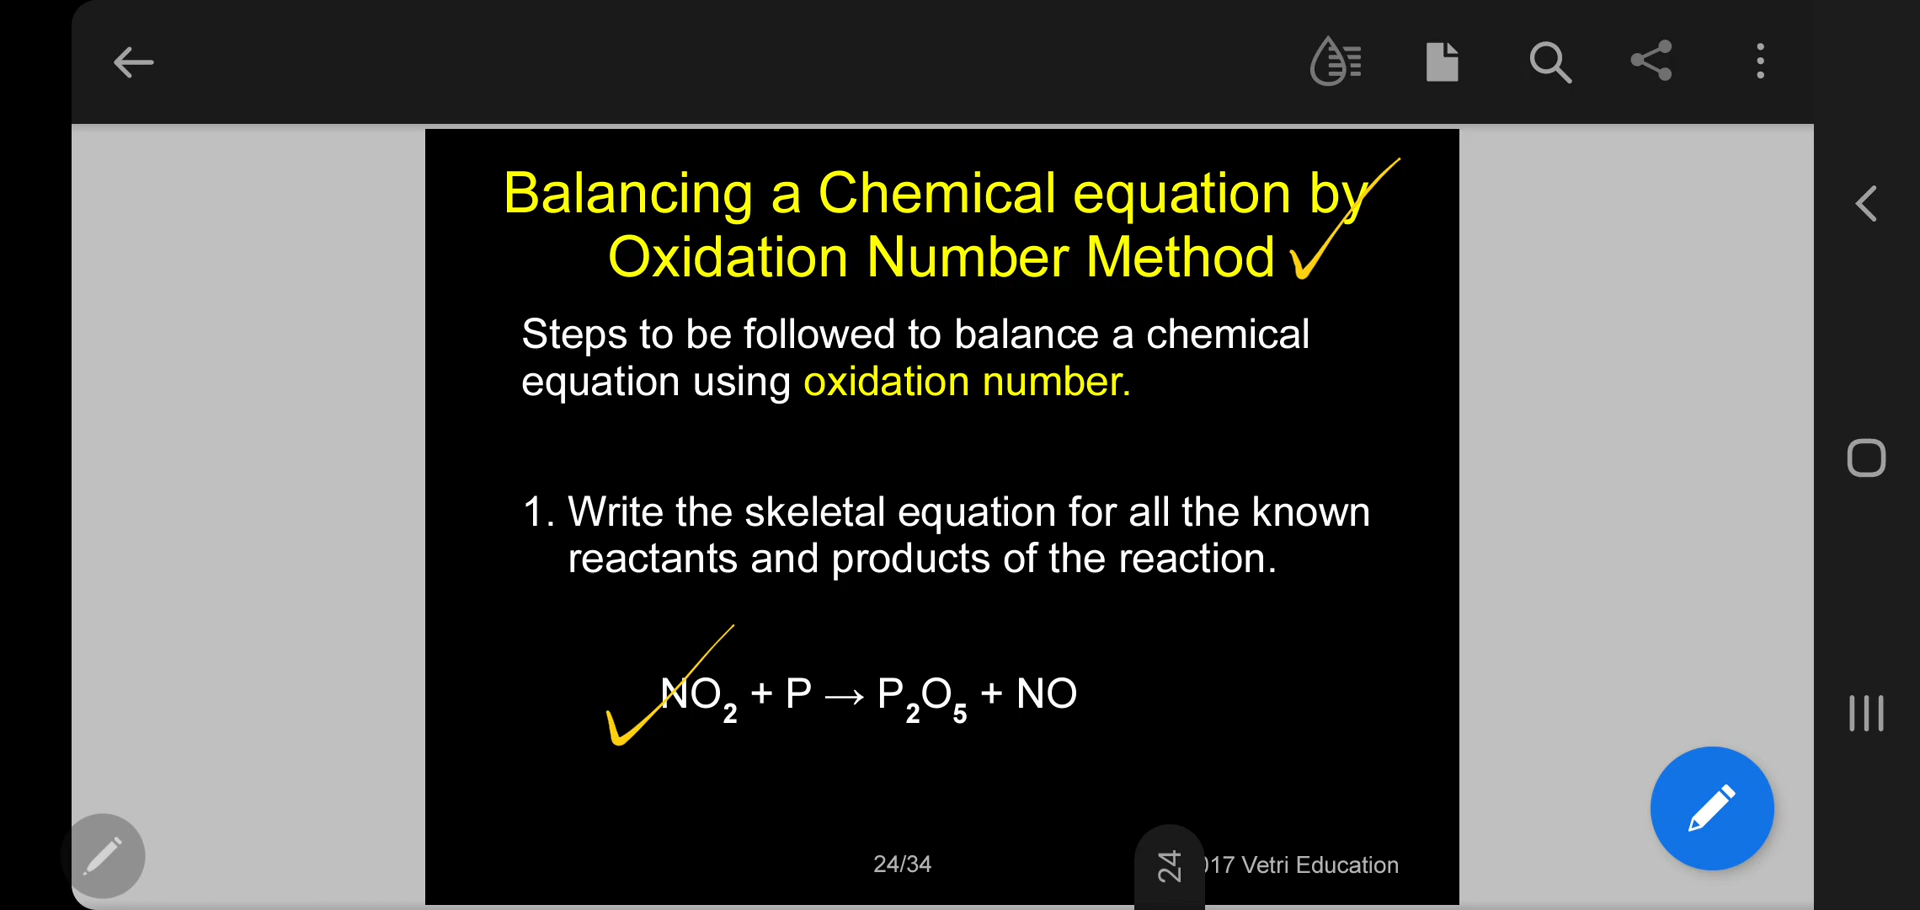 Balancing a Chemical equation by
Oxidation Number Method
Steps to be followed to balance a chemical
equation using oxidation number.
1. Write the skeletal equation for all the known
reactants and products of the reaction.
NO₂ + P → P₂O₅ + NO
24/34
24
17 Vetri Education